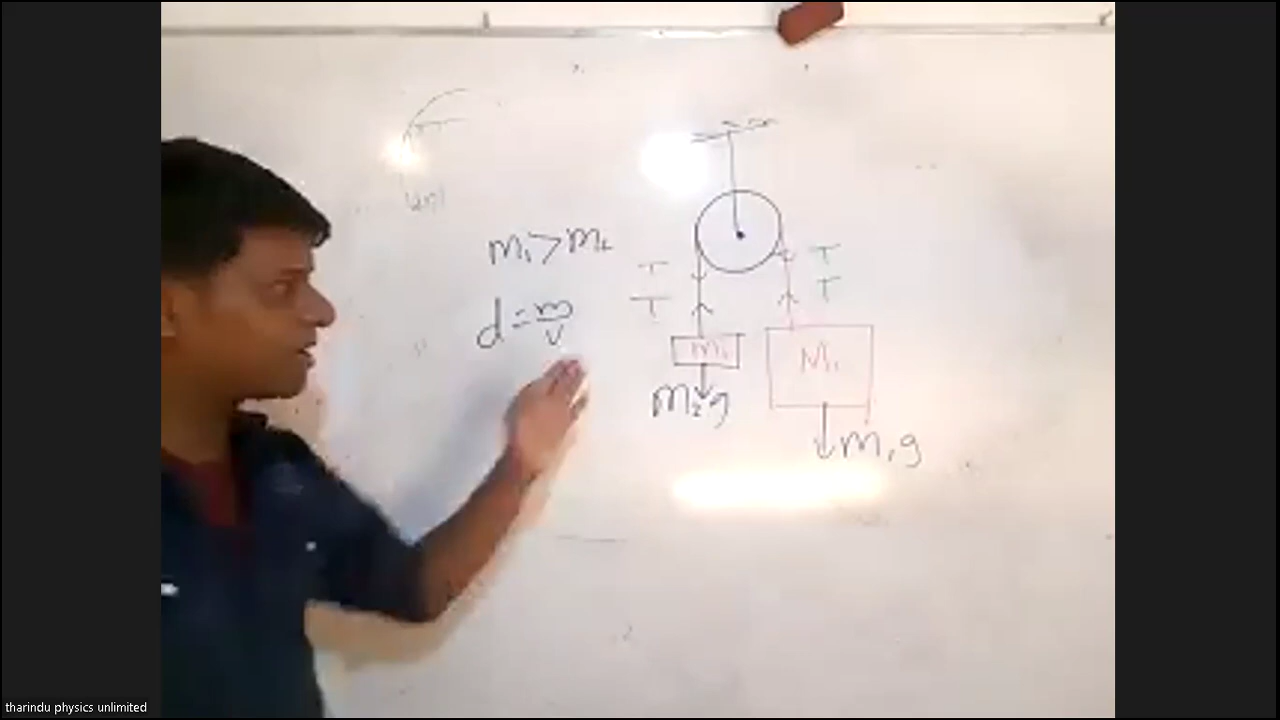 m₁>m₂
d=m/v
T
T
T
T
m₂
M₁
m₂g
m₁g
tharindu physics unlimited